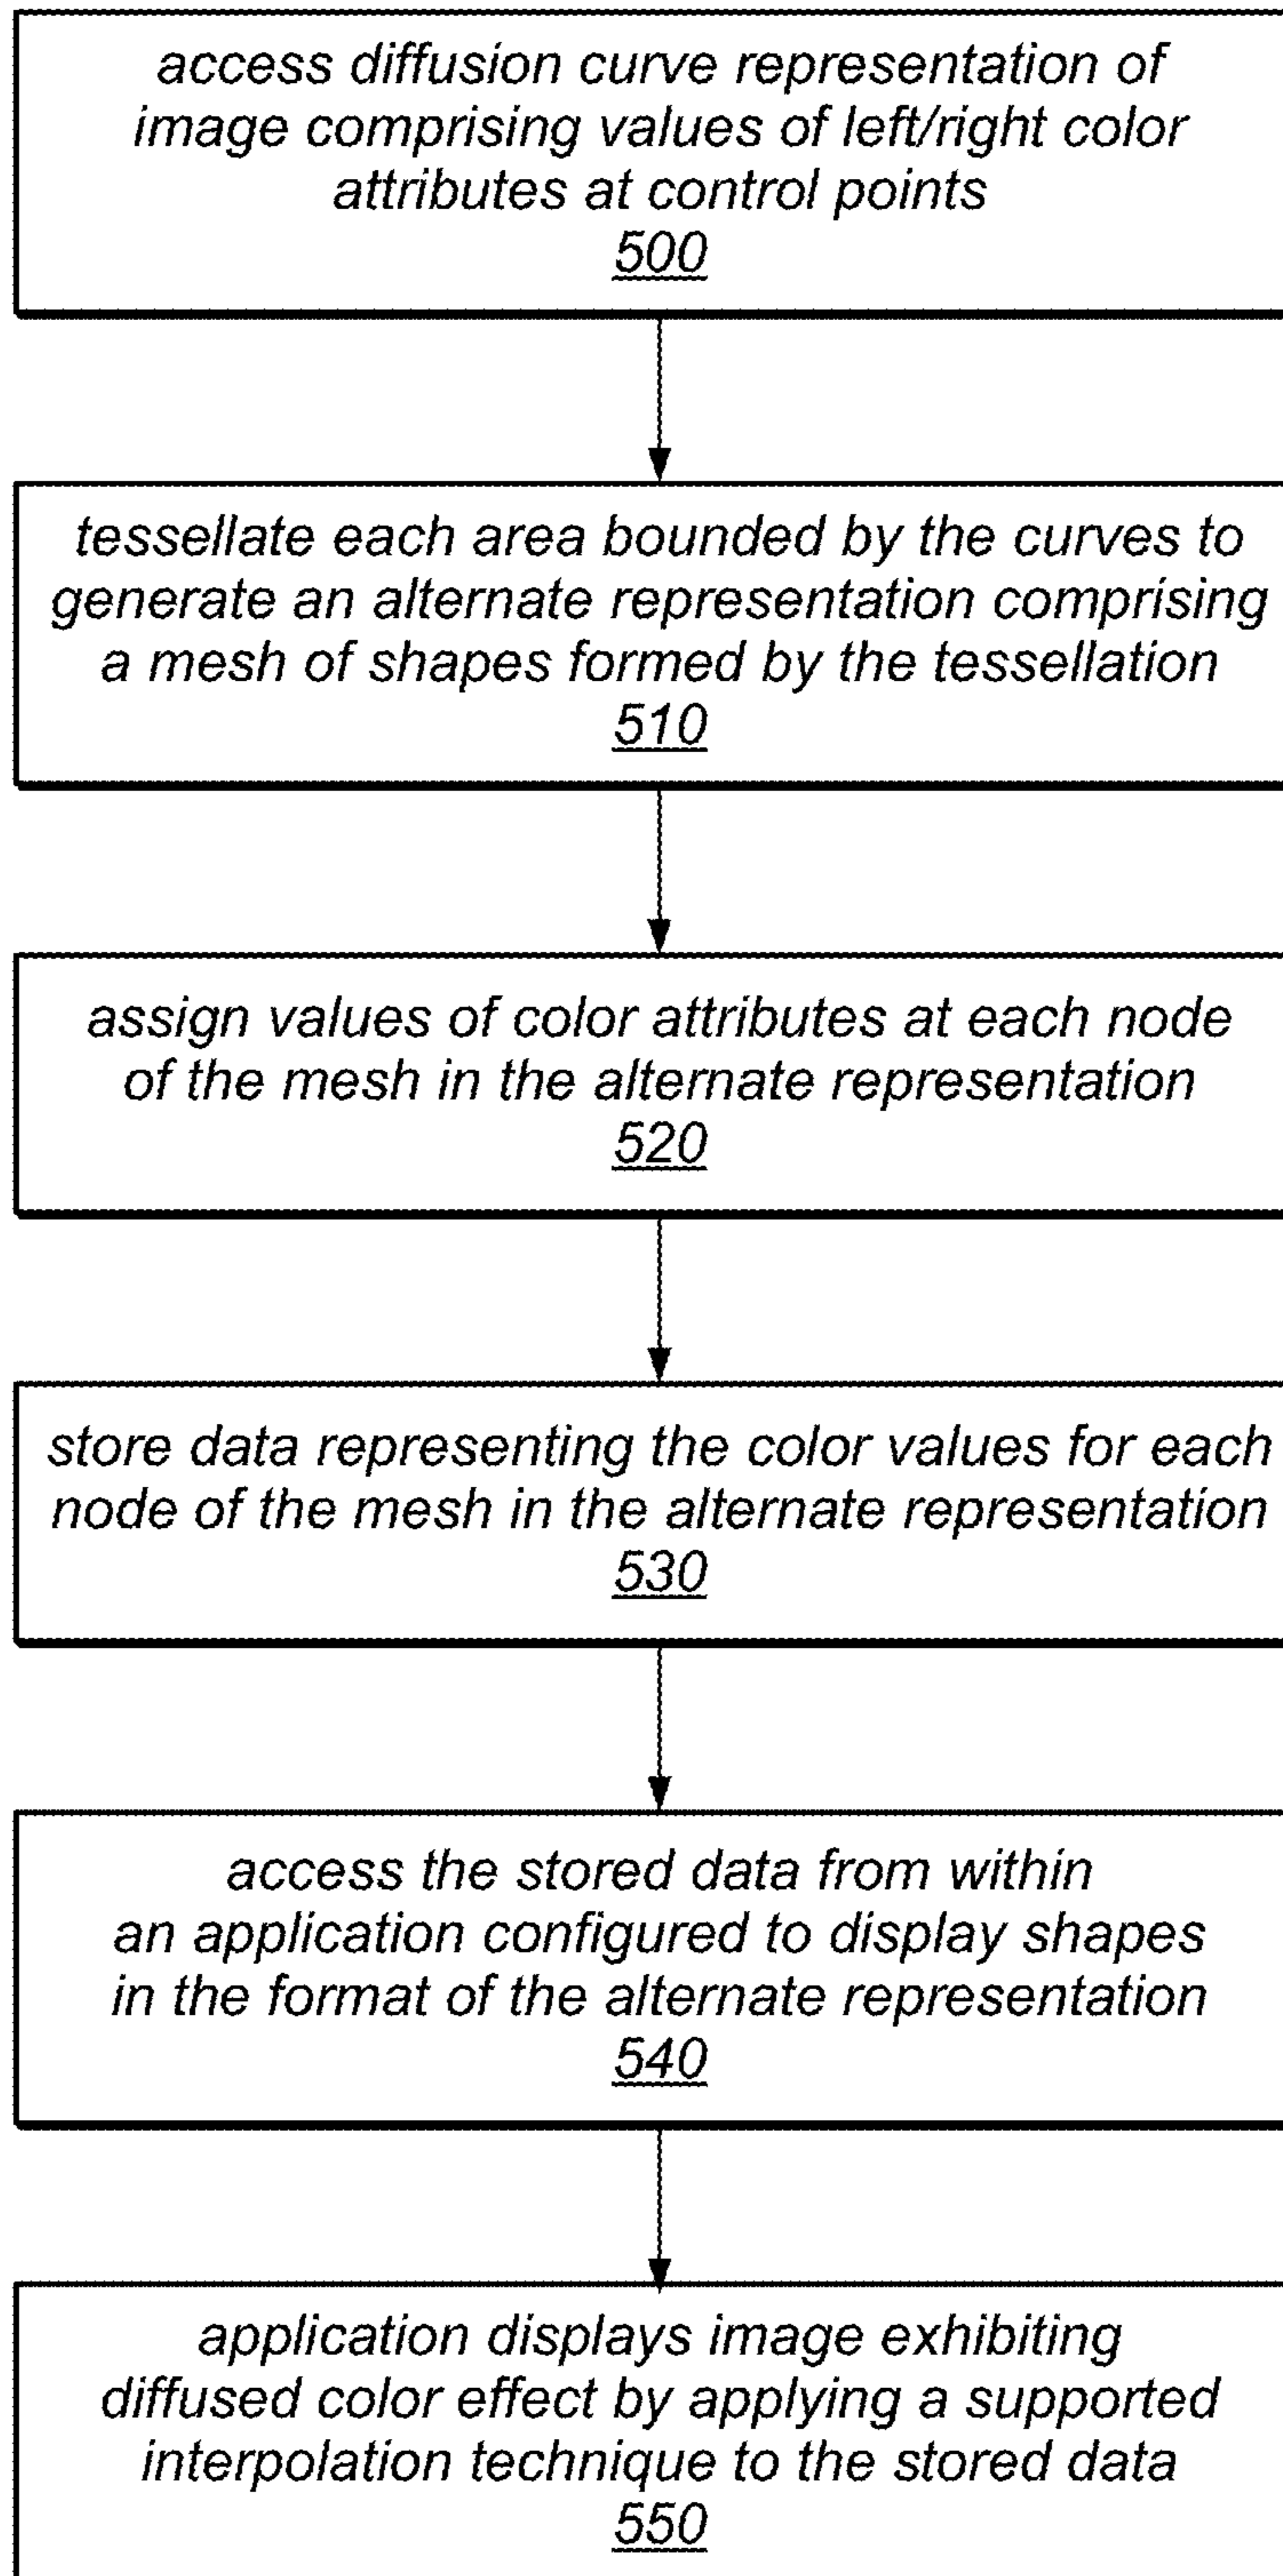 access diffusion curve representation of
image comprising values of left/right color
attributes at control points
500
tessellate each area bounded by the curves to
generate an alternate representation comprising
a mesh of shapes formed by the tessellation
510
assign values of color attributes at each node
of the mesh in the alternate representation
520
store data representing the color values for each
node of the mesh in the alternate representation
530
access the stored data from within
an application configured to display shapes
in the format of the alternate representation
540
application displays image exhibiting
diffused color effect by applying a supported
interpolation technique to the stored data
550